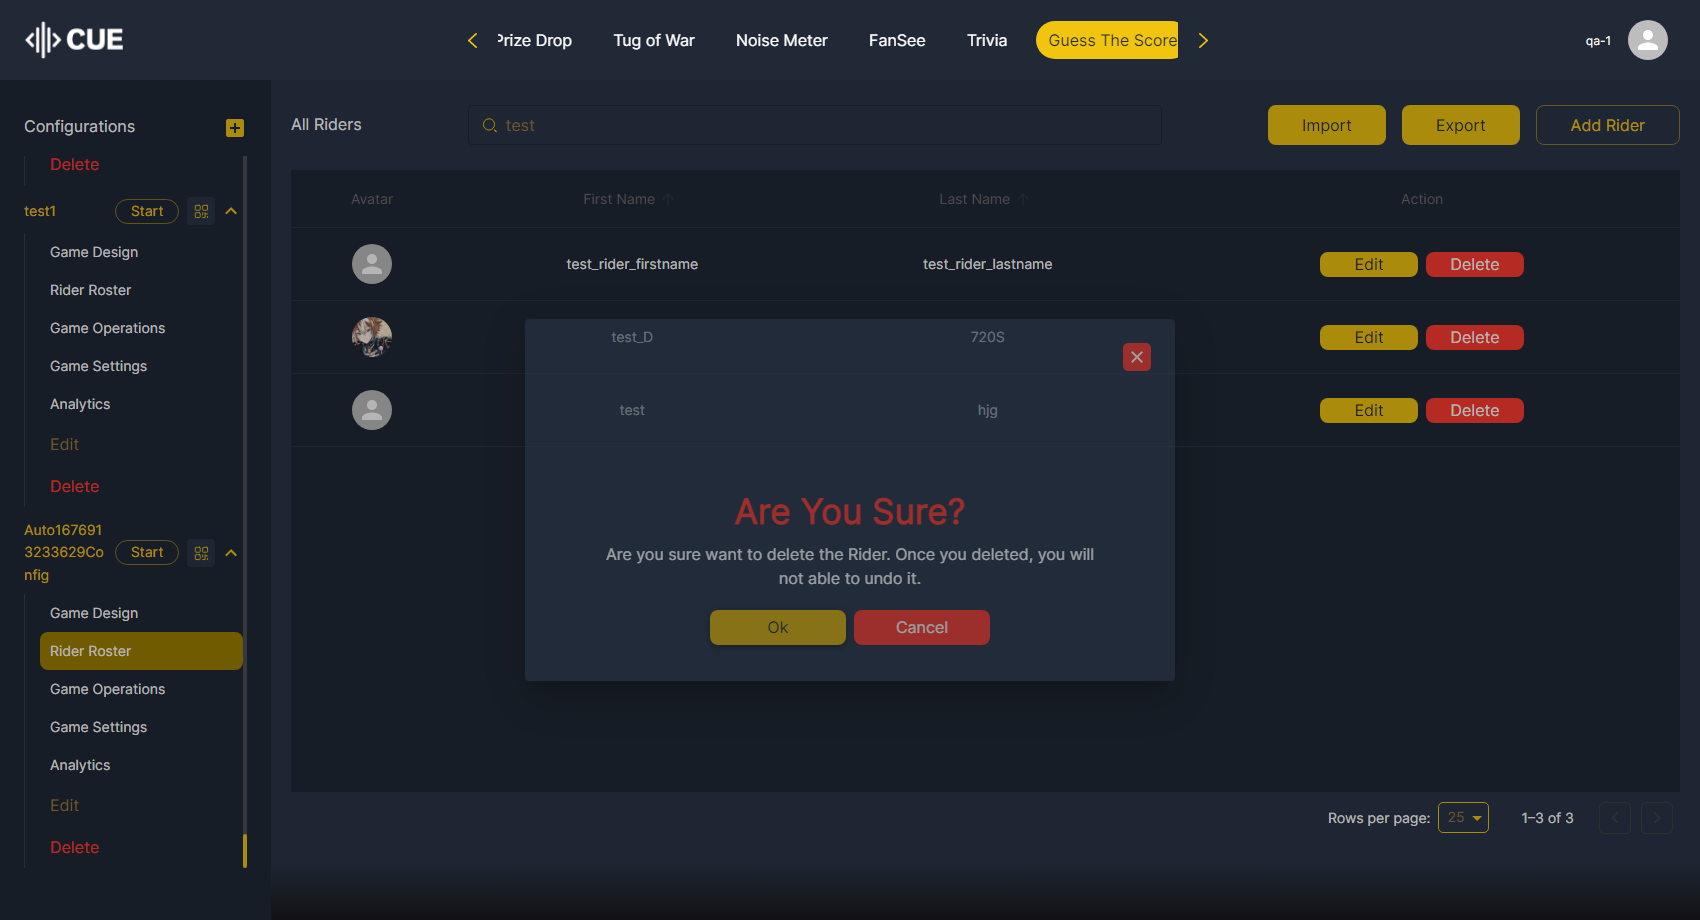 CUE
Prize Drop
Tug of War
Noise Meter
FanSee
Trivia
Guess The Score
qa-1
Configurations
Delete
test1
Start
Game Design
Rider Roster
Game Operations
Game Settings
Analytics
Edit
Delete
Auto167691
3233629Co
nfig
Start
Game Design
Rider Roster
Game Operations
Game Settings
Analytics
Edit
Delete
All Riders
test
Import
Export
Add Rider
Avatar
First Name
Last Name
Action
test_rider_firstname
test_rider_lastname
Edit
Delete
test_D
720S
Edit
Delete
test
hjg
Edit
Delete
Are You Sure?
Are you sure want to delete the Rider. Once you deleted, you will
not able to undo it.
Ok
Cancel
Rows per page:
25
1–3 of 3